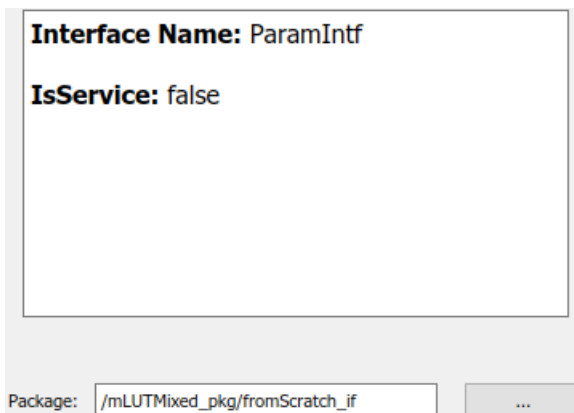 Interface Name: ParamIntf
IsService: false
Package: /mLUTMixed_pkg/fromScratch_if ...